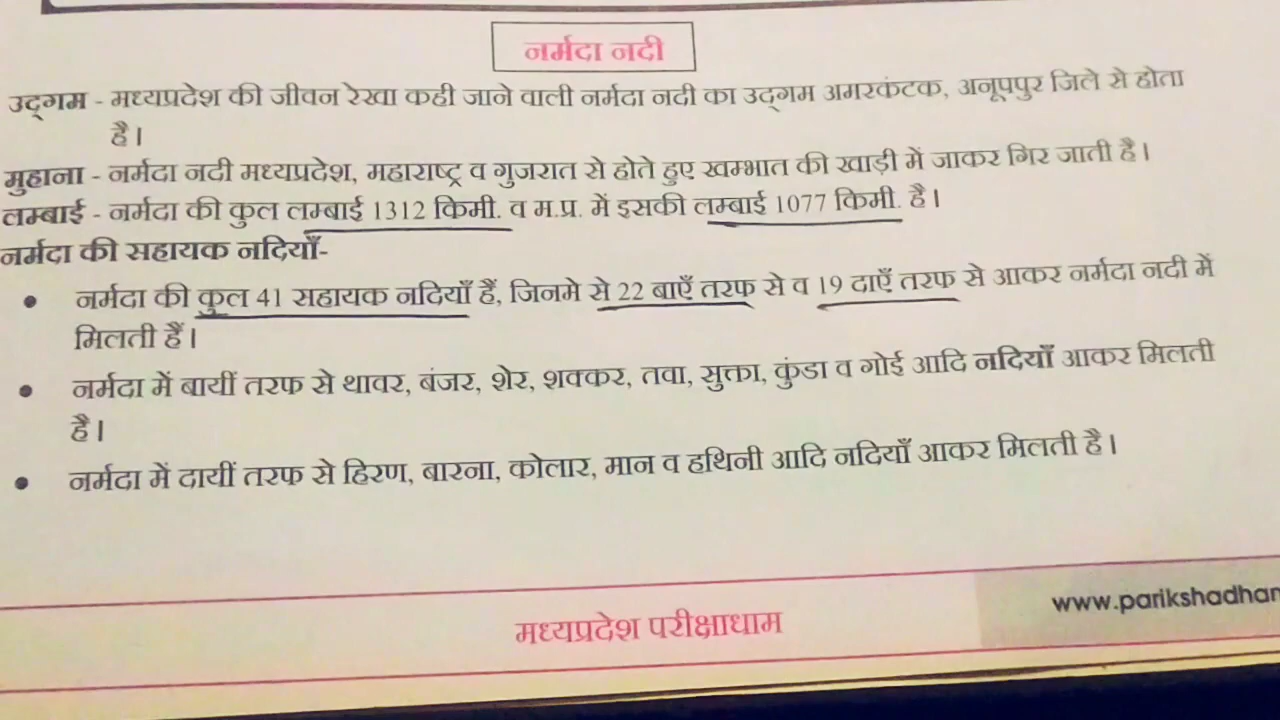 नर्मदा नदी
उद्गम - मध्यप्रदेश की जीवन रेखा कही जाने वाली नर्मदा नदी का उद्गम अमरकंटक, अनूपपुर जिले से होता
है।
मुहाना - नर्मदा नदी मध्यप्रदेश, महाराष्ट्र व गुजरात से होते हुए खम्भात की खाड़ी में जाकर गिर जाती है।
लम्बाई - नर्मदा की कुल लम्बाई 1312 किमी. व म.प्र. में इसकी लम्बाई 1077 किमी. है।
नर्मदा की सहायक नदियाँ-
• नर्मदा की कुल 41 सहायक नदियाँ हैं, जिनमे से 22 बाएँ तरफ से व 19 दाएँ तरफ से आकर नर्मदा नदी में
मिलती हैं।
• नर्मदा में बायीं तरफ से थावर, बंजर, शेर, शक्कर, तवा, सुक्ता, कुंडा व गोई आदि नदियाँ आकर मिलती
है।
• नर्मदा में दायीं तरफ से हिरण, बारना, कोलार, मान व हथिनी आदि नदियाँ आकर मिलती है।
www.parikshadham
मध्यप्रदेश परीक्षाधाम